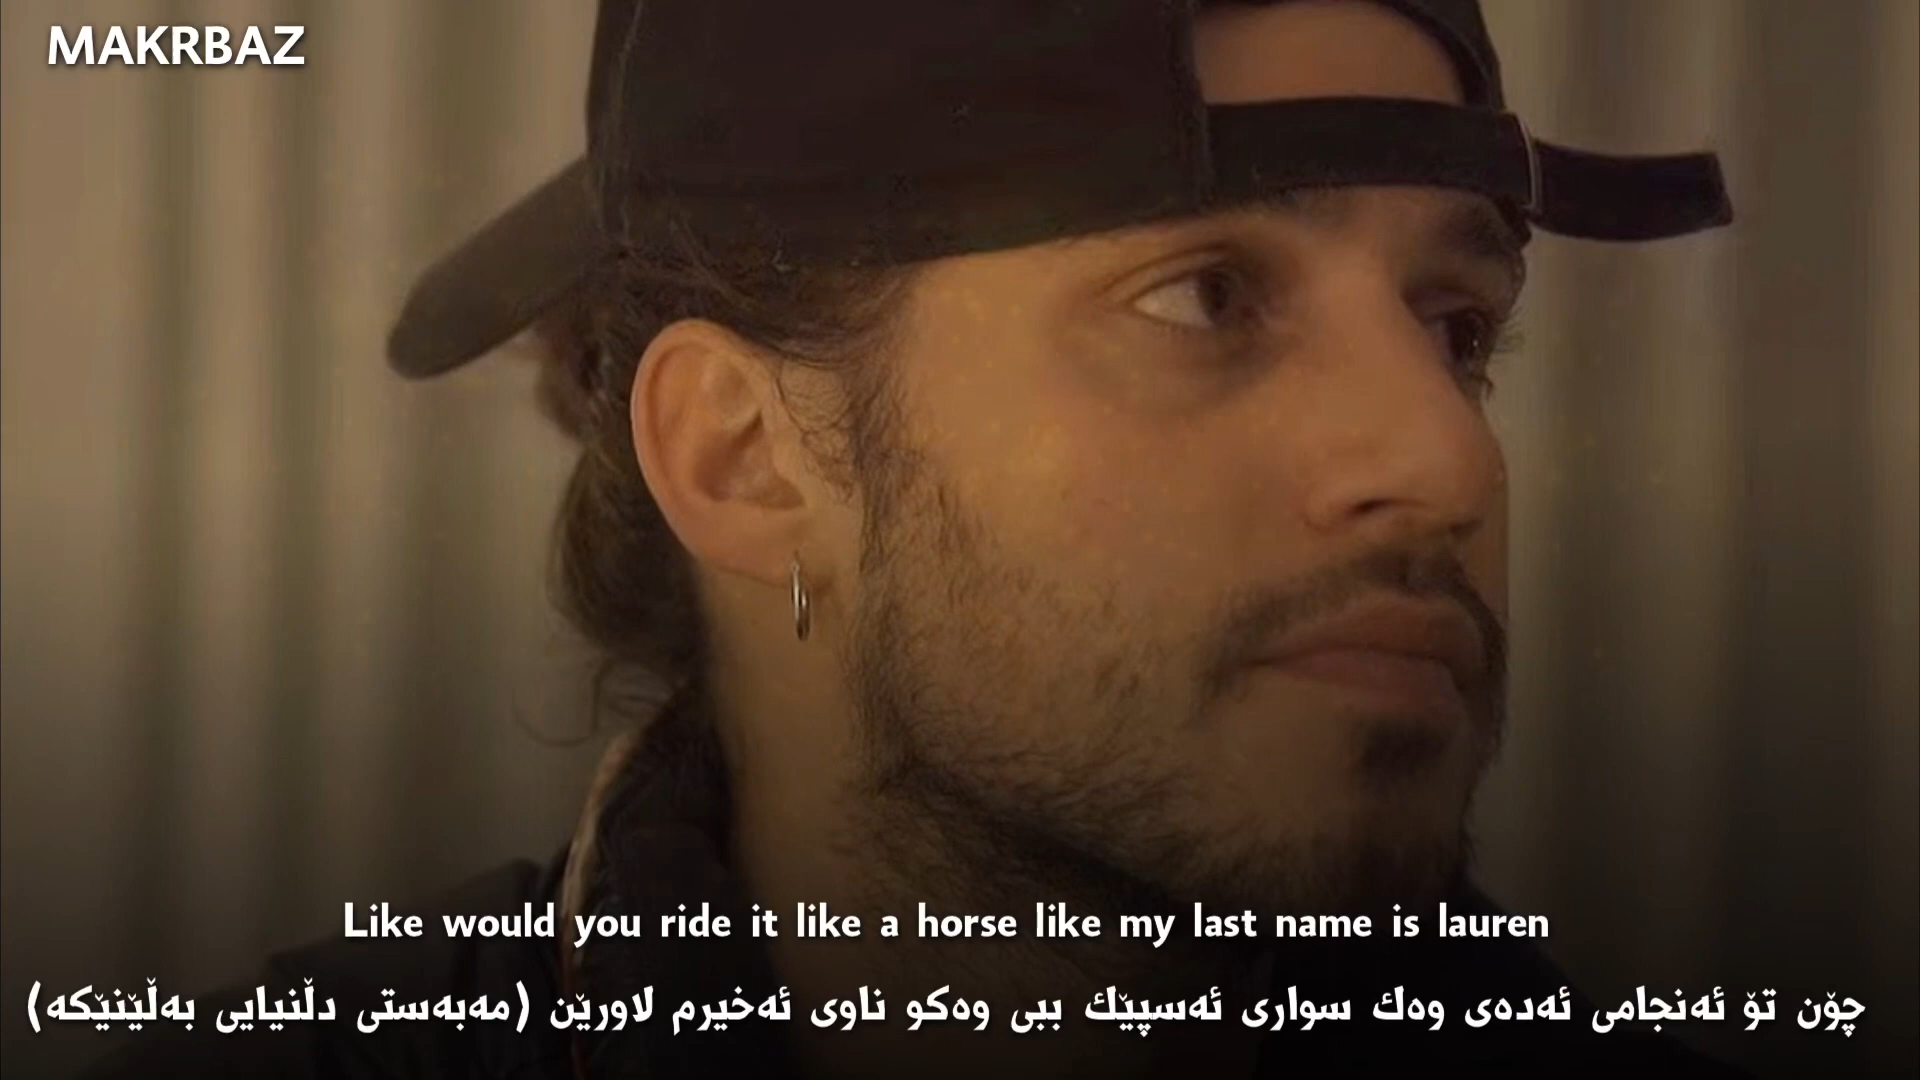 MAKRBAZ
Like would you ride it like a horse like my last name is lauren
چۆن تۆ ئەنجامی ئەدەی وەك سواری ئەسپێك ببی وەکو ناوی ئەخیرم لاورێن (مەبەستی دڵنیایی بەڵێنێکە)